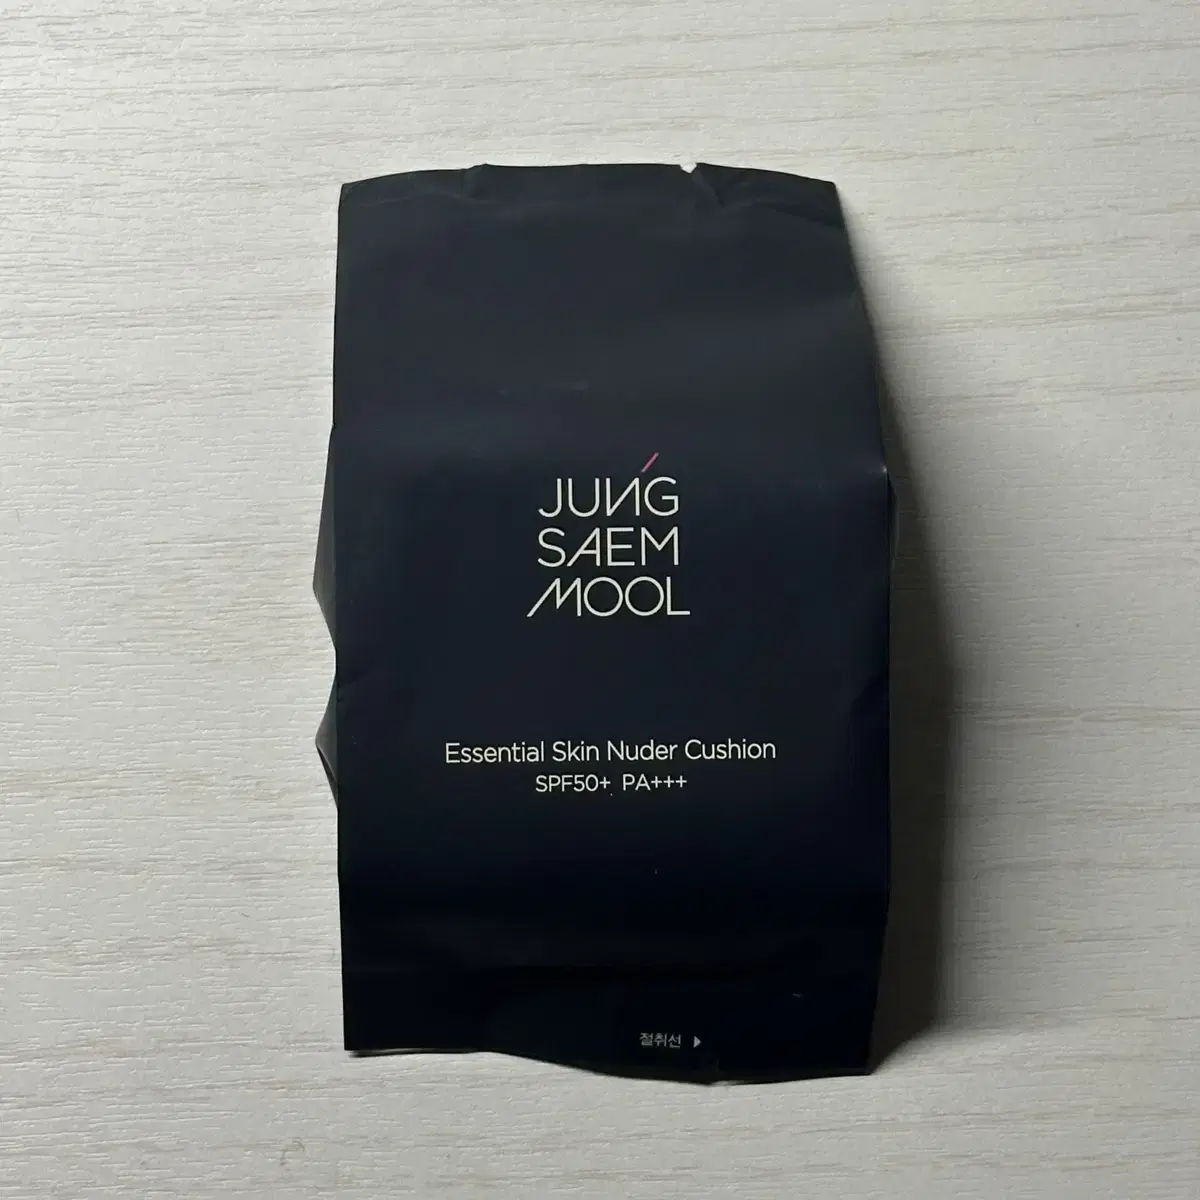 JUNG
SAEM
MOOL
Essential Skin Nuder Cushion
SPF50+ PA+++
절취선 ▶